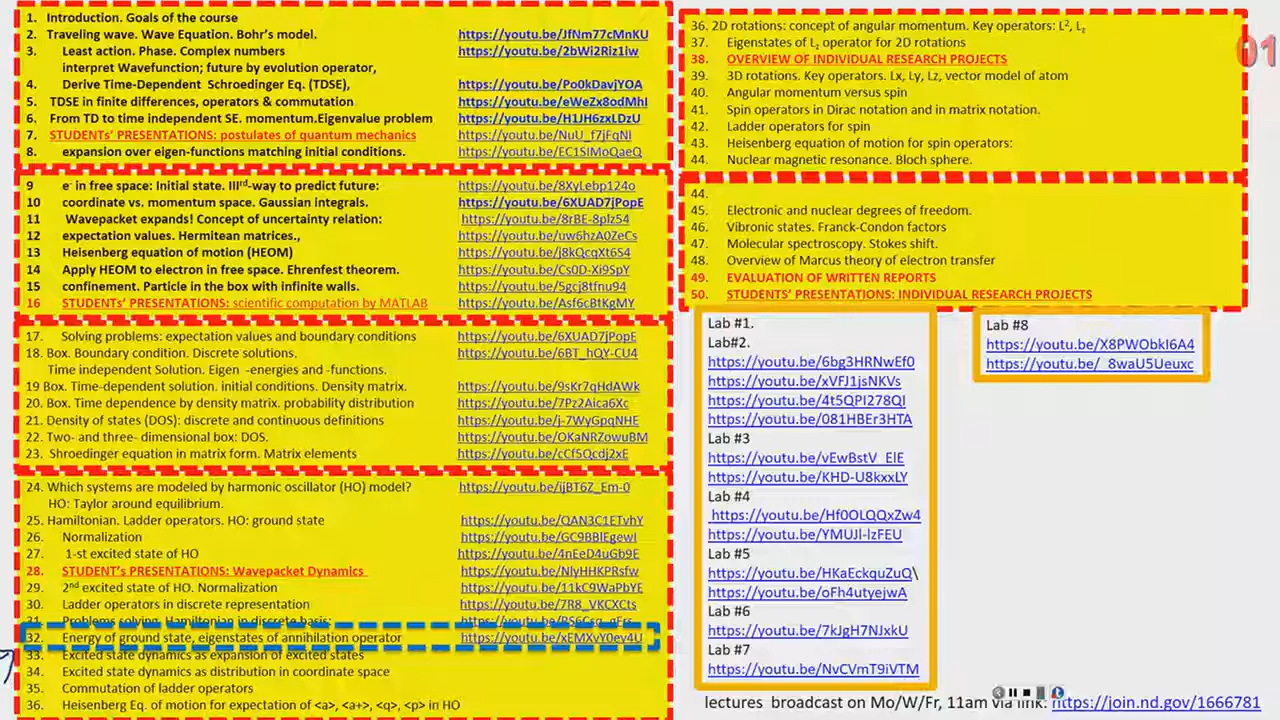 1. Introduction. Goals of the course
2. Traveling wave. Wave Equation. Bohr's model. https://youtu.be/JfNm77cMnKU
3. Least action. Phase. Complex numbers https://youtu.be/2bWi2Riz1iw
interpret Wavefunction; future by evolution operator,
4. Derive Time-Dependent Schroedinger Eq. (TDSE), https://youtu.be/Po0kDavjYOA
5. TDSE in finite differences, operators & commutation https://youtu.be/eWeZx8odMhI
6. From TD to time independent SE. momentum.Eigenvalue problem https://youtu.be/H1JH6zxLDzU
7. STUDENTS' PRESENTATIONS: postulates of quantum mechanics https://youtu.be/NuU_f7jFqNI
8. expansion over eigen-functions matching initial conditions. https://youtu.be/EC1SIMoQaeQ
9 e- in free space: Initial state. IIIrd-way to predict future: https://youtu.be/8XyLebp124o
10 coordinate vs. momentum space. Gaussian integrals. https://youtu.be/6XUAD7jPopE
11 Wavepacket expands! Concept of uncertainty relation: https://youtu.be/8rBE-8plz54
12 expectation values. Hermitean matrices., https://youtu.be/uw6hzA0ZeCs
13 Heisenberg equation of motion (HEOM) https://youtu.be/j8kQcqXt6S4
14 Apply HEOM to electron in free space. Ehrenfest theorem. https://youtu.be/Cs0D-Xi9SpY
15 confinement. Particle in the box with infinite walls. https://youtu.be/5gcj8tfnu94
16 STUDENTS' PRESENTATIONS: scientific computation by MATLAB https://youtu.be/Asf6cBtKgMY
17. Solving problems: expectation values and boundary conditions https://youtu.be/6XUAD7jPopE
18. Box. Boundary condition. Discrete solutions. https://youtu.be/6BT_hQY-CU4
Time independent Solution. Eigen -energies and -functions.
19 Box. Time-dependent solution. initial conditions. Density matrix. https://youtu.be/9sKr7qHdAWk
20. Box. Time dependence by density matrix. probability distribution https://youtu.be/7Pz2Aica6Xc
21. Density of states (DOS): discrete and continuous definitions https://youtu.be/j-7WyGpqNHE
22. Two- and three- dimensional box: DOS. https://youtu.be/OKaNRZowuBM
23. Shroedinger equation in matrix form. Matrix elements https://youtu.be/cCf5Qcdj2xE
24. Which systems are modeled by harmonic oscillator (HO) model? https://youtu.be/ijBT6Z_Em-0
HO: Taylor around equilibrium.
25. Hamiltonian. Ladder operators. HO: ground state https://youtu.be/QAN3C1ETvhY
26. Normalization https://youtu.be/GC9BBlEgewI
27. 1-st excited state of HO https://youtu.be/4nEeD4uGb9E
28. STUDENT'S PRESENTATIONS: Wavepacket Dynamics https://youtu.be/NlyHHKPRsfw
29. 2nd excited state of HO. Normalization https://youtu.be/11kC9WaPbYE
30. Ladder operators in discrete representation https://youtu.be/7R8_VKCXCts
31. Problems solving. Hamiltonian in discrete basis:
32. Energy of ground state, eigenstates of annihilation operator https://youtu.be/xEMXvY0ev4U
33. Excited state dynamics as expansion of excited states
34. Excited state dynamics as distribution in coordinate space
35. Commutation of ladder operators
36. Heisenberg Eq. of motion for expectation of <a>, <a+>, <q>, <p> in HO
36. 2D rotations: concept of angular momentum. Key operators: L2, Lz
37. Eigenstates of Lz operator for 2D rotations
38. OVERVIEW OF INDIVIDUAL RESEARCH PROJECTS
39. 3D rotations. Key operators. Lx, Ly, Lz, vector model of atom
40. Angular momentum versus spin
41. Spin operators in Dirac notation and in matrix notation.
42. Ladder operators for spin
43. Heisenberg equation of motion for spin operators:
44. Nuclear magnetic resonance. Bloch sphere.
44.
45. Electronic and nuclear degrees of freedom.
46. Vibronic states. Franck-Condon factors
47. Molecular spectroscopy. Stokes shift.
48. Overview of Marcus theory of electron transfer
49. EVALUATION OF WRITTEN REPORTS
50. STUDENTS' PRESENTATIONS: INDIVIDUAL RESEARCH PROJECTS
01
Lab #1.
Lab#2.
https://youtu.be/6bg3HRNwEf0
https://youtu.be/xVFJ1jsNKVs
https://youtu.be/4t5QPI278QI
https://youtu.be/081HBEr3HTA
Lab #3
https://youtu.be/vEwBstV_ElE
https://youtu.be/KHD-U8kxxLY
Lab #4
https://youtu.be/Hf0OLQQxZw4
https://youtu.be/YMUJl-lzFEU
Lab #5
https://youtu.be/HKaEckquZuQ\
https://youtu.be/oFh4utyejwA
Lab #6
https://youtu.be/7kJgH7NJxkU
Lab #7
https://youtu.be/NvCVmT9iVTM
Lab #8
https://youtu.be/X8PWObkI6A4
https://youtu.be/_8waU5Ueuxc
lectures broadcast on Mo/W/Fr, 11am via link: https://join.nd.gov/1666781